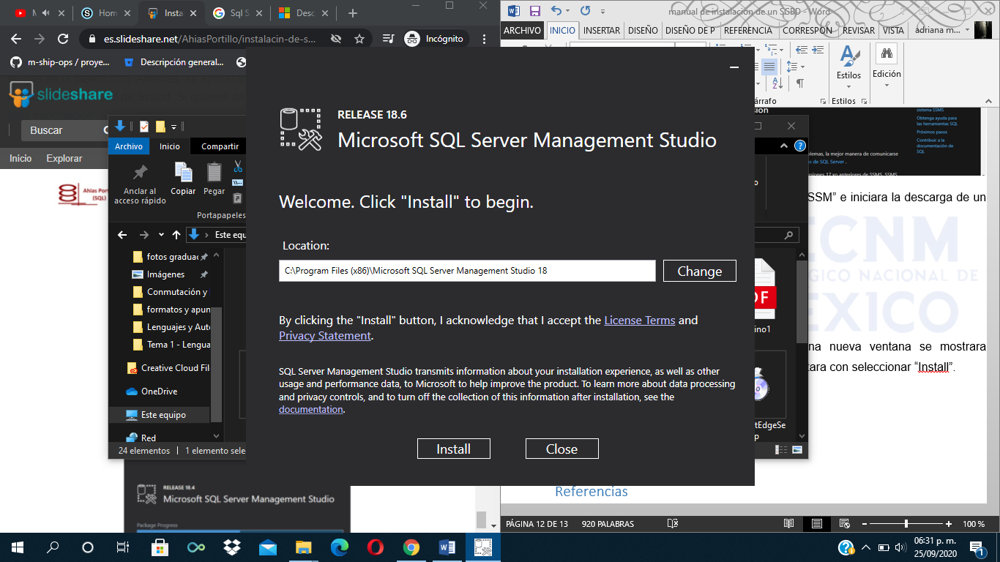 Hom
Insta
Sql S
Desc
es.slideshare.net/AhiasPortillo/instalacin-de-s...
Incógnito
m-ship-ops / proye...
Descripción general...
slideshare
Buscar
Inicio
Explorar
Ahias Port
(SQL)
manual de instalación de un SGBD - Word
ARCHIVO
INICIO
INSERTAR
DISEÑO
DISEÑO DE P
REFERENCIA
CORRESPON
REVISAR
VISTA
adriana m...
Estilos
Edición
árrafo
Estilos
sistema SSMS
Obtenga ayuda para
las herramientas SQL
Próximos pasos
Contribuir a la
documentación de
SQL
blemas, la mejor manera de comunicarse
s de SQL Server .
SSM” e iniciara la descarga de un
ECNM
GICO NACIONAL DE
EXICO
na nueva ventana se mostrara
tara con seleccionar “Install”.
Referencias
PÁGINA 12 DE 13
920 PALABRAS
100 %
Archivo
Inicio
Compartir
Anclar al
acceso rápido
Copiar
Pegar
Portapapeles
Este equ
fotos graduac
Imágenes
Conmutación y
formatos y apun
Lenguajes y Auto
Tema 1 - Lengua
Creative Cloud Fil
OneDrive
Este equipo
Red
24 elementos
1 elemento sele
DF
ino1
tEdgeSe
p
RELEASE 18.6
Microsoft SQL Server Management Studio
Welcome. Click "Install" to begin.
Location:
C:\Program Files (x86)\Microsoft SQL Server Management Studio 18
Change
By clicking the "Install" button, I acknowledge that I accept the License Terms and
Privacy Statement.
SQL Server Management Studio transmits information about your installation experience, as well as other
usage and performance data, to Microsoft to help improve the product. To learn more about data processing
and privacy controls, and to turn off the collection of this information after installation, see the
documentation.
Install
Close
RELEASE 18.4
Microsoft SQL Server Management Studio
Package Progress
06:31 p. m.
25/09/2020
1